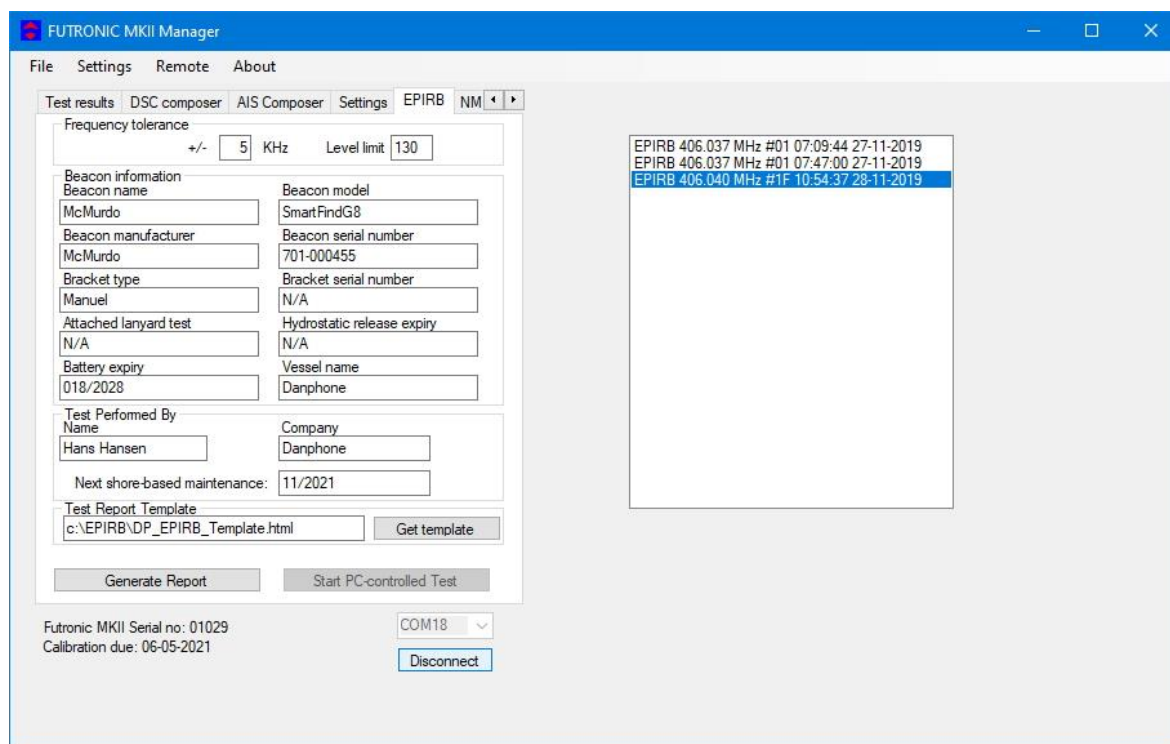 FUTRONIC MKII Manager
File Settings Remote About
Test results DSC composer AIS Composer Settings EPIRB NM
Frequency tolerance
+/- 5 KHz Level limit 130
Beacon information
Beacon name Beacon model
McMurdo SmartFindG8
Beacon manufacturer Beacon serial number
McMurdo 701-000455
Bracket type Bracket serial number
Manuel N/A
Attached lanyard test Hydrostatic release expiry
N/A N/A
Battery expiry Vessel name
018/2028 Danphone
Test Performed By
Name Company
Hans Hansen Danphone
Next shore-based maintenance: 11/2021
Test Report Template
c:\EPIRB\DP_EPIRB_Template.html Get template
Generate Report Start PC-controlled Test
Futronic MKII Serial no: 01029 COM18
Calibration due: 06-05-2021
Disconnect
EPIRB 406.037 MHz #01 07:09:44 27-11-2019
EPIRB 406.037 MHz #01 07:47:00 27-11-2019
EPIRB 406.040 MHz #1F 10:54:37 28-11-2019